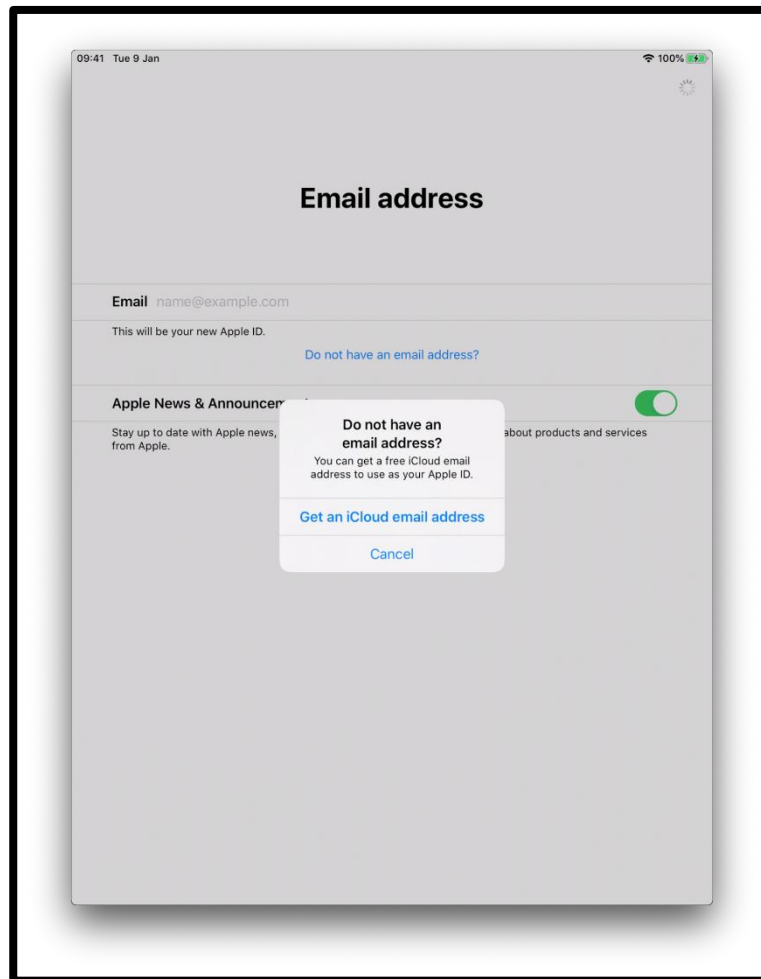 09:41 Tue 9 Jan 100%
Email address
Email name@example.com
This will be your new Apple ID.
Do not have an email address?
Apple News &
Stay up to date with Apple news, about products and services
from Apple.
Do not have an
email address?
You can get a free iCloud email
address to use as your Apple ID.
Get an iCloud email address
Cancel